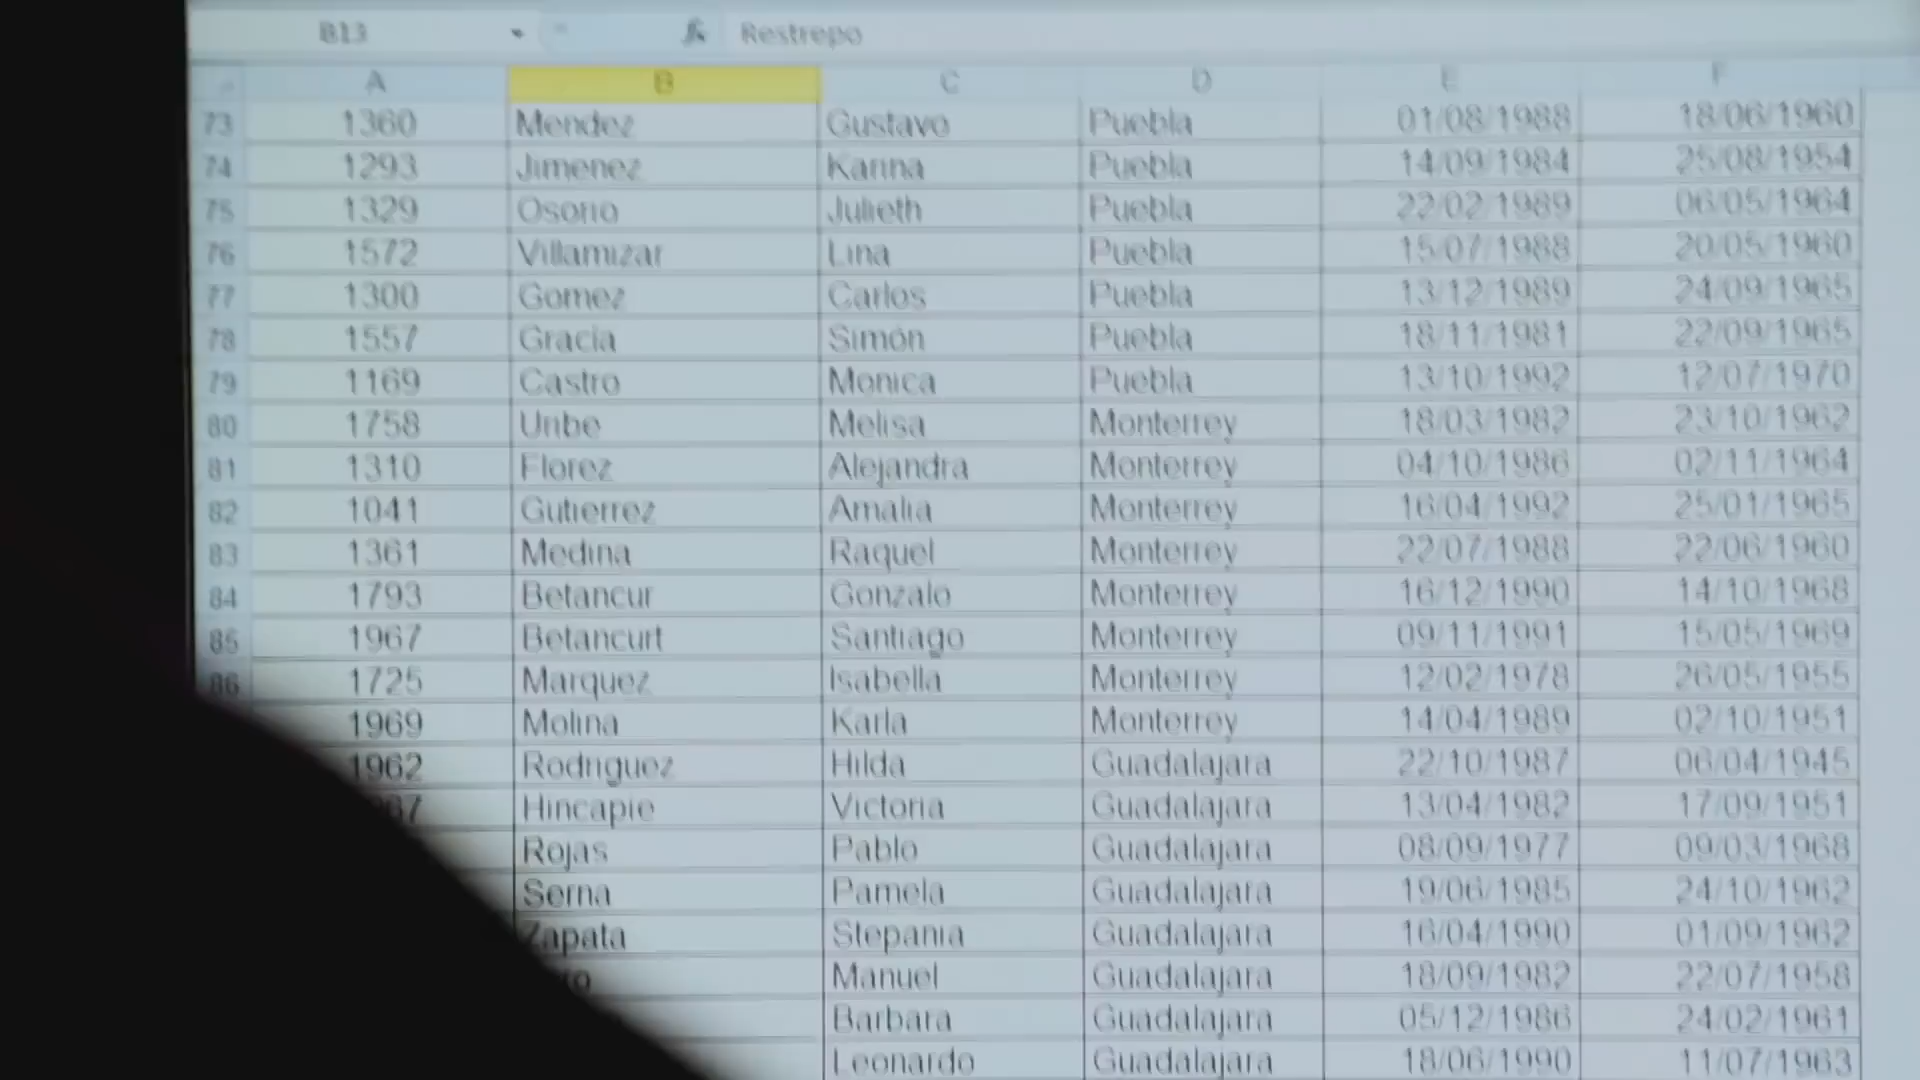 B13 fx Restrepo
A B C D E F
73 1360 Mendez Gustavo Puebla 01/08/1988 18/06/1960
74 1293 Jimenez Karina Puebla 14/09/1984 25/08/1954
75 1329 Osorio Julieth Puebla 22/02/1989 06/05/1964
76 1572 Villamizar Lina Puebla 15/07/1988 20/05/1960
77 1300 Gomez Carlos Puebla 13/12/1989 24/09/1965
78 1557 Gracia Simón Puebla 18/11/1981 22/09/1965
79 1169 Castro Monica Puebla 13/10/1992 12/07/1970
80 1758 Uribe Melisa Monterrey 18/03/1982 23/10/1962
81 1310 Florez Alejandra Monterrey 04/10/1986 02/11/1964
82 1041 Gutierrez Amalia Monterrey 16/04/1992 25/01/1965
83 1361 Medina Raquel Monterrey 22/07/1988 22/06/1960
84 1793 Betancur Gonzalo Monterrey 16/12/1990 14/10/1968
85 1967 Betancurt Santiago Monterrey 09/11/1991 15/05/1969
86 1725 Marquez Isabella Monterrey 12/02/1978 26/05/1955
1969 Molina Karla Monterrey 14/04/1989 02/10/1951
1962 Rodriguez Hilda Guadalajara 22/10/1987 06/04/1945
Hincapie Victoria Guadalajara 13/04/1982 17/09/1951
Rojas Pablo Guadalajara 08/09/1977 09/03/1968
Serna Pamela Guadalajara 19/06/1985 24/10/1962
Zapata Stepania Guadalajara 16/04/1990 01/09/1962
Manuel Guadalajara 18/09/1982 22/07/1958
Barbara Guadalajara 05/12/1986 24/02/1961
Leonardo Guadalajara 18/06/1990 11/07/1963